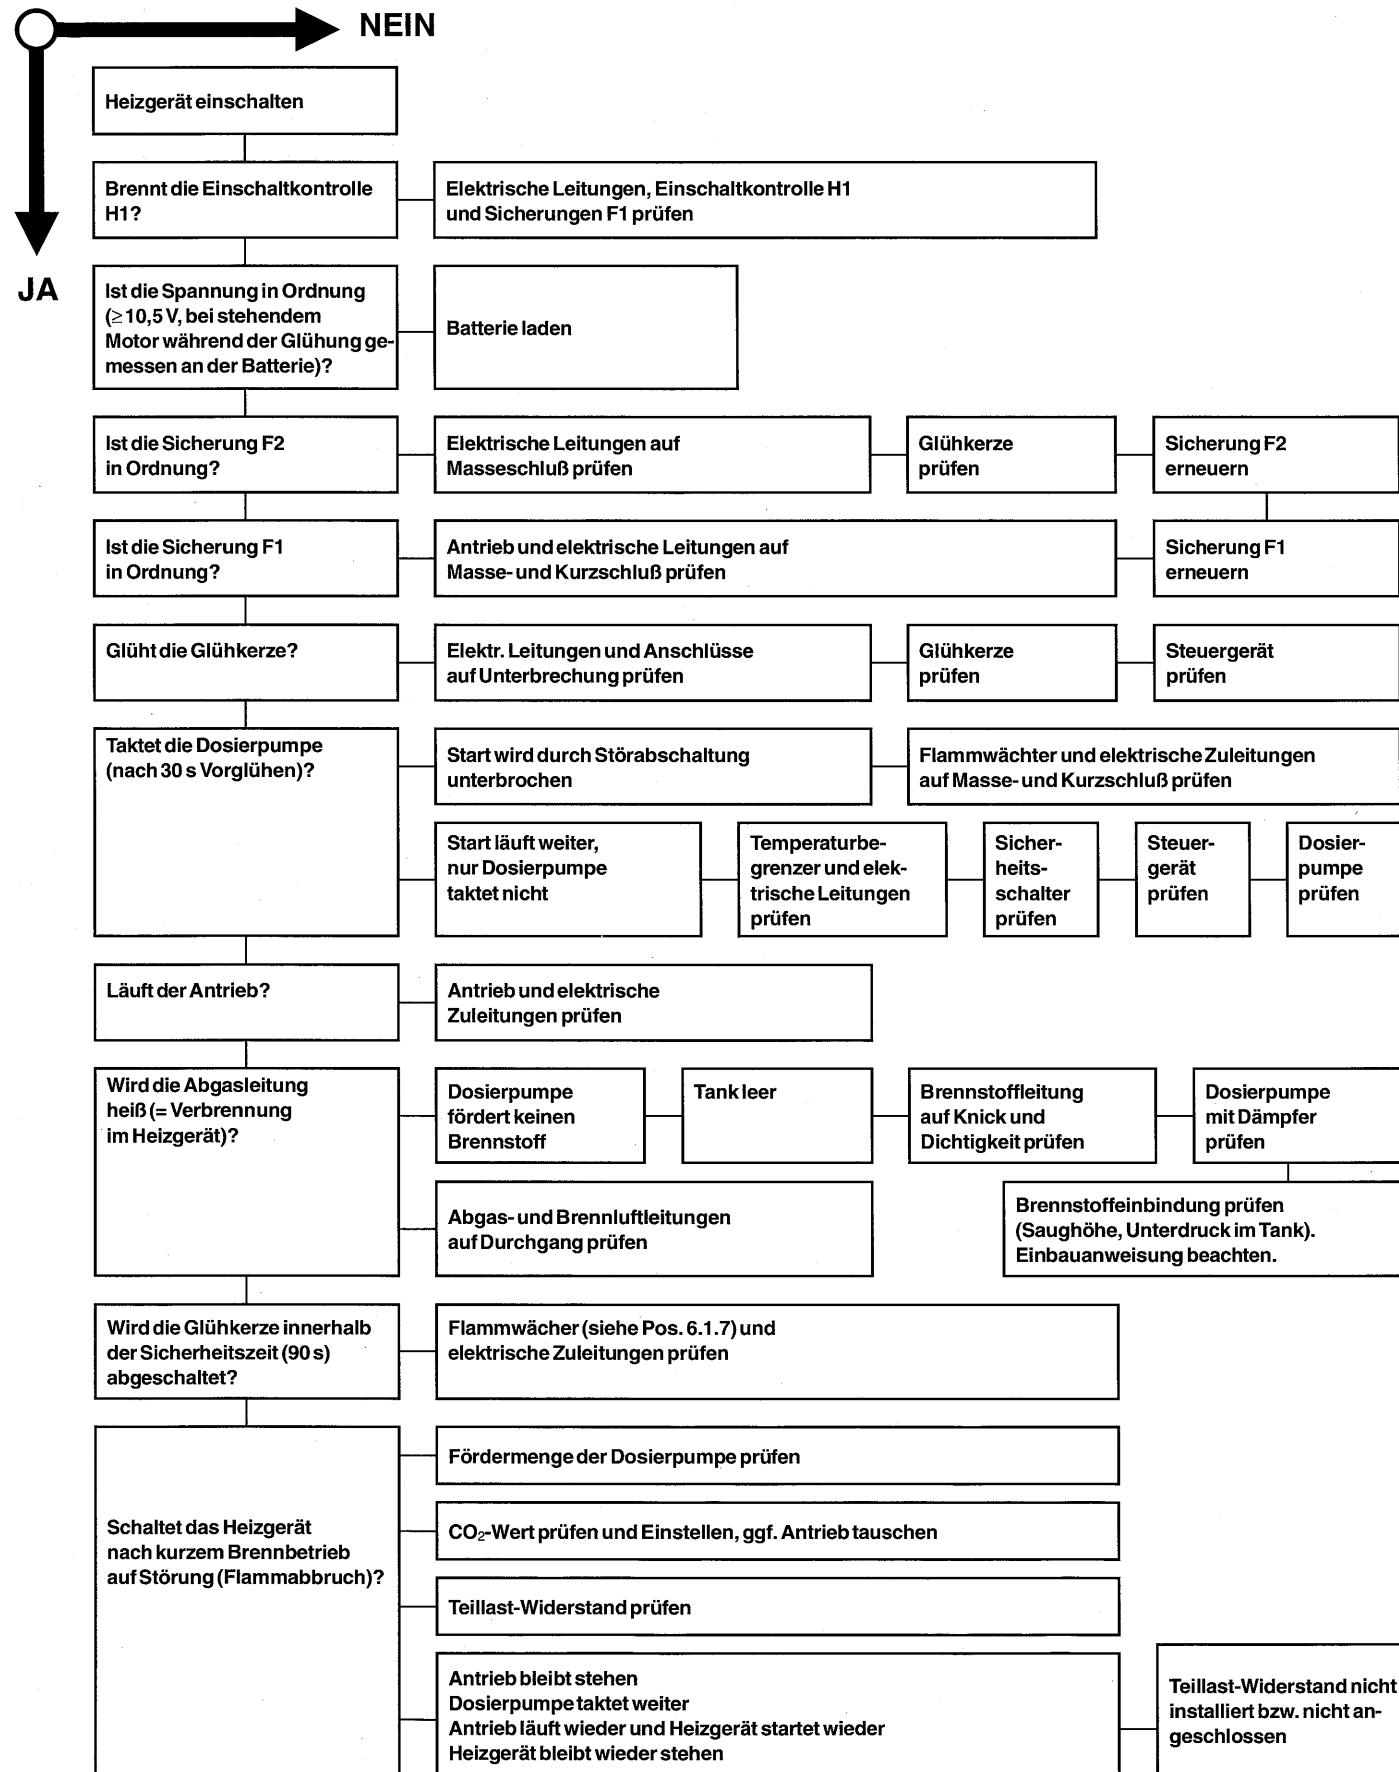 NEIN
JA
Heizgerät einschalten
Brennt die Einschaltkontrolle
H1?
Elektrische Leitungen, Einschaltkontrolle H1
und Sicherungen F1 prüfen
Ist die Spannung in Ordnung
(≥10,5 V, bei stehendem
Motor während der Glühung ge-
messen an der Batterie)?
Batterie laden
Ist die Sicherung F2
in Ordnung?
Elektrische Leitungen auf
Masseschluß prüfen
Glühkerze
prüfen
Sicherung F2
erneuern
Ist die Sicherung F1
in Ordnung?
Antrieb und elektrische Leitungen auf
Masse- und Kurzschluß prüfen
Sicherung F1
erneuern
Glüht die Glühkerze?
Elektr. Leitungen und Anschlüsse
auf Unterbrechung prüfen
Glühkerze
prüfen
Steuergerät
prüfen
Taktet die Dosierpumpe
(nach 30 s Vorglühen)?
Start wird durch Störabschaltung
unterbrochen
Flammwächter und elektrische Zuleitungen
auf Masse- und Kurzschluß prüfen
Start läuft weiter,
nur Dosierpumpe
taktet nicht
Temperaturbe-
grenzer und elek-
trische Leitungen
prüfen
Sicher-
heits-
schalter
prüfen
Steuer-
gerät
prüfen
Dosier-
pumpe
prüfen
Läuft der Antrieb?
Antrieb und elektrische
Zuleitungen prüfen
Wird die Abgasleitung
heiß (= Verbrennung
im Heizgerät)?
Dosierpumpe
fördert keinen
Brennstoff
Tank leer
Brennstoffleitung
auf Knick und
Dichtigkeit prüfen
Dosierpumpe
mit Dämpfer
prüfen
Abgas- und Brennluftleitungen
auf Durchgang prüfen
Brennstoffeinbindung prüfen
(Saughöhe, Unterdruck im Tank).
Einbauanweisung beachten.
Wird die Glühkerze innerhalb
der Sicherheitszeit (90 s)
abgeschaltet?
Flammwächer (siehe Pos. 6.1.7) und
elektrische Zuleitungen prüfen
Schaltet das Heizgerät
nach kurzem Brennbetrieb
auf Störung (Flammabbruch)?
Fördermenge der Dosierpumpe prüfen
CO₂-Wert prüfen und Einstellen, ggf. Antrieb tauschen
Teillast-Widerstand prüfen
Antrieb bleibt stehen
Dosierpumpe taktet weiter
Antrieb läuft wieder und Heizgerät startet wieder
Heizgerät bleibt wieder stehen
Teillast-Widerstand nicht
installiert bzw. nicht an-
geschlossen